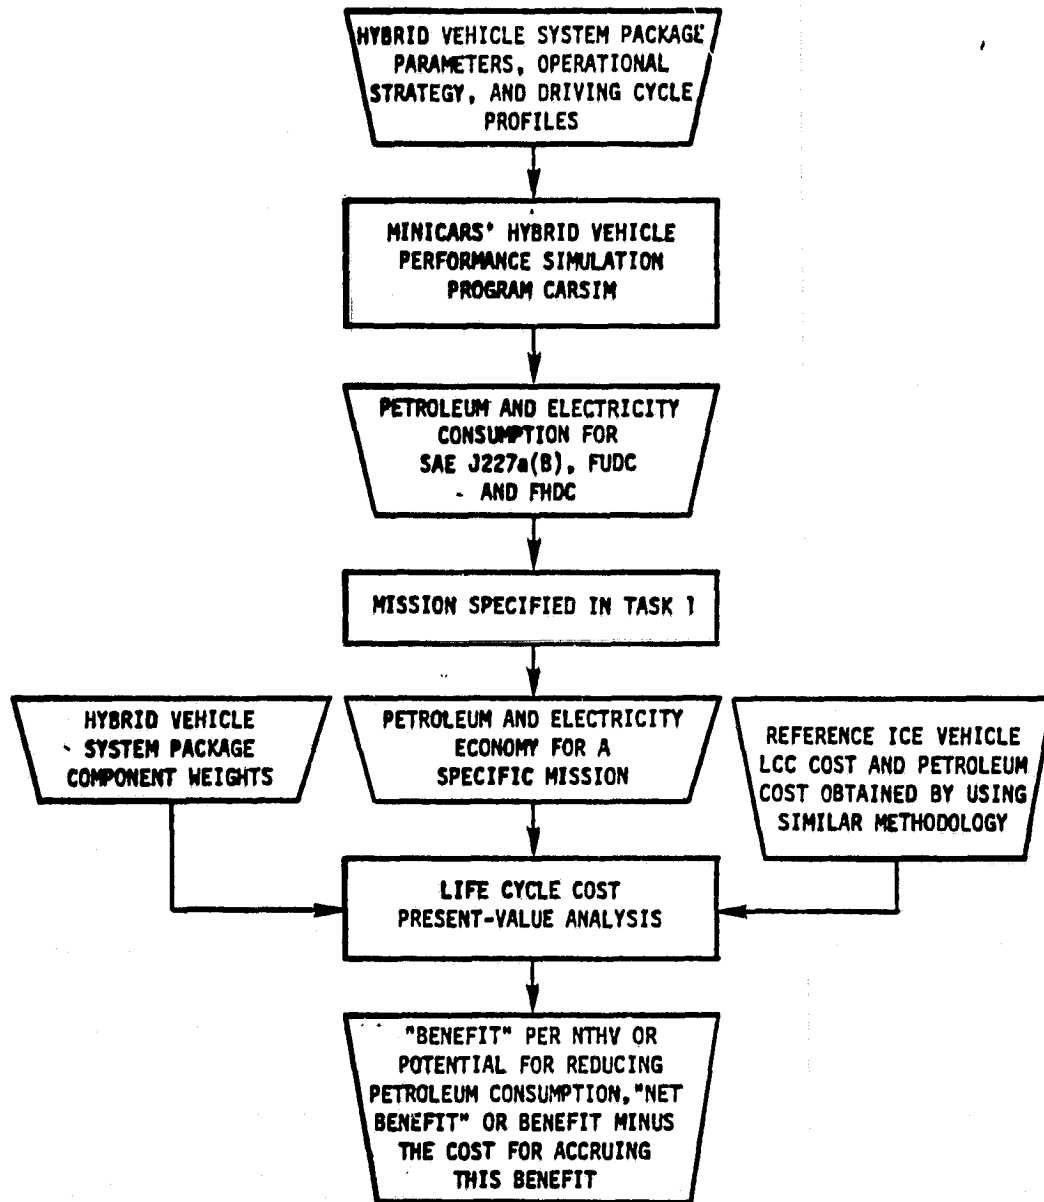 HYBRID VEHICLE SYSTEM PACKAGE
PARAMETERS, OPERATIONAL
STRATEGY, AND DRIVING CYCLE
PROFILES
MINICARS' HYBRID VEHICLE
PERFORMANCE SIMULATION
PROGRAM CARSIM
PETROLEUM AND ELECTRICITY
CONSUMPTION FOR
SAE J227a(B), FUDC
AND FHDC
MISSION SPECIFIED IN TASK 1
HYBRID VEHICLE
SYSTEM PACKAGE
COMPONENT WEIGHTS
PETROLEUM AND ELECTRICITY
ECONOMY FOR A
SPECIFIC MISSION
REFERENCE ICE VEHICLE
LCC COST AND PETROLEUM
COST OBTAINED BY USING
SIMILAR METHODOLOGY
LIFE CYCLE COST
PRESENT-VALUE ANALYSIS
"BENEFIT" PER NTHV OR
POTENTIAL FOR REDUCING
PETROLEUM CONSUMPTION,"NET
BENEFIT" OR BENEFIT MINUS
THE COST FOR ACCRUING
THIS BENEFIT